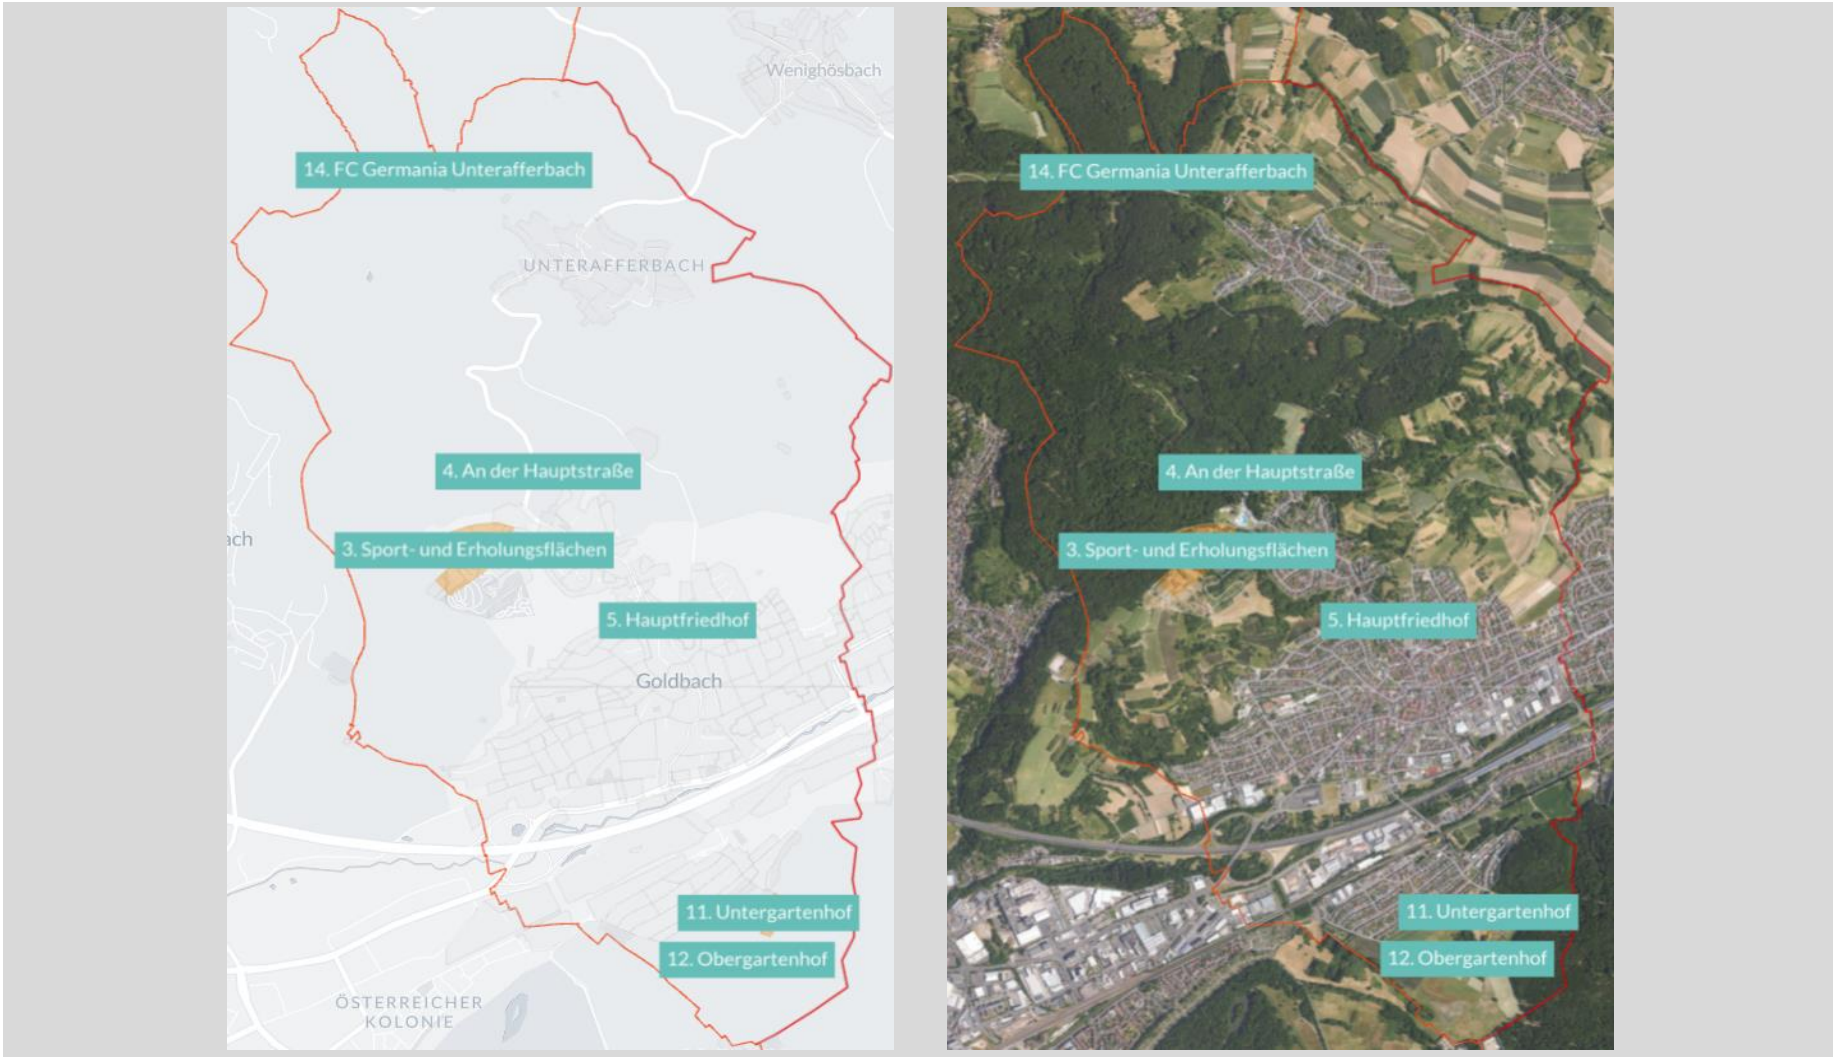 Wenighösbach
14. FC Germania Unterafferbach
UNTERAFFERBACH
4. An der Hauptstraße
ach
3. Sport- und Erholungsflächen
5. Hauptfriedhof
Goldbach
11. Untergartenhof
12. Obergartenhof
ÖSTERREICHER
KOLONIE
14. FC Germania Unterafferbach
4. An der Hauptstraße
3. Sport- und Erholungsflächen
5. Hauptfriedhof
11. Untergartenhof
12. Obergartenhof